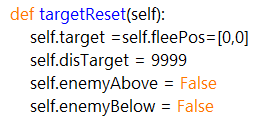 def targetReset(self):
    self.target =self.fleePos=[0,0]
    self.disTarget = 9999
    self.enemyAbove = False
    self.enemyBelow = False